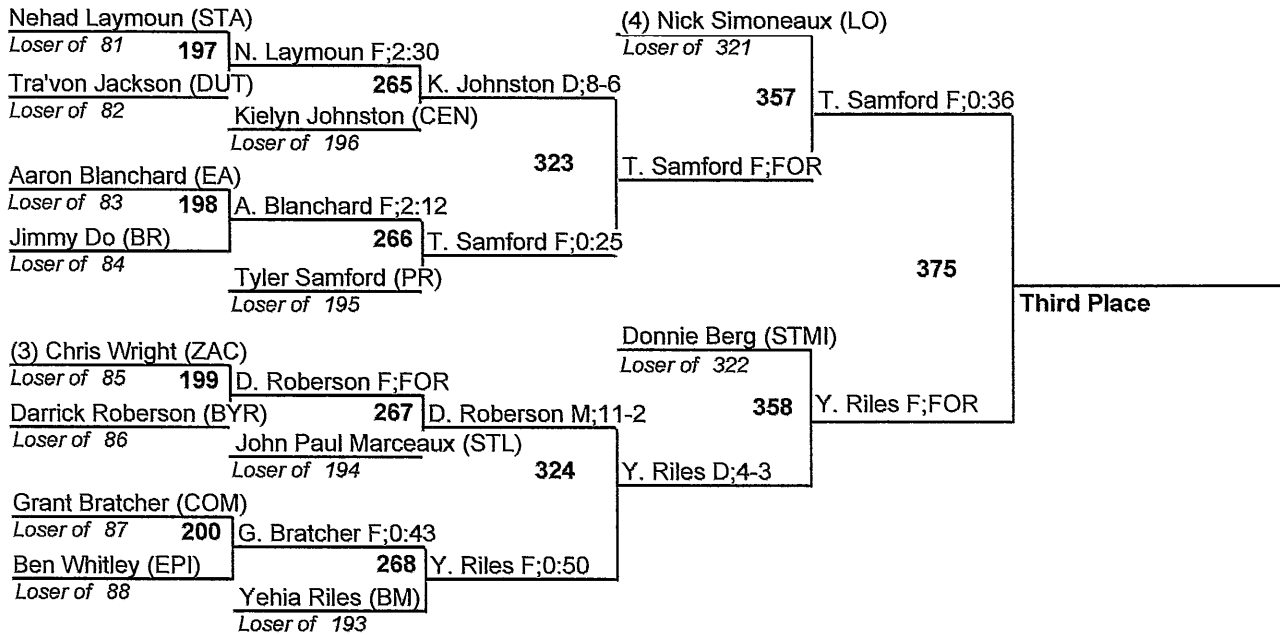 Nehad Laymoun (STA)
Loser of 81
197
N. Laymoun F;2:30
Tra'von Jackson (DUT)
Loser of 82
265
K. Johnston D;8-6
Kielyn Johnston (CEN)
Loser of 196
323
Aaron Blanchard (EA)
Loser of 83
198
A. Blanchard F;2:12
Jimmy Do (BR)
Loser of 84
266
T. Samford F;0:25
Tyler Samford (PR)
Loser of 195
(4) Nick Simoneaux (LO)
Loser of 321
357
T. Samford F;0:36
T. Samford F;FOR
375
Third Place
(3) Chris Wright (ZAC)
Loser of 85
199
D. Roberson F;FOR
Darrick Roberson (BYR)
Loser of 86
267
D. Roberson M;11-2
John Paul Marceaux (STL)
Loser of 194
324
Grant Bratcher (COM)
Loser of 87
200
G. Bratcher F;0:43
Ben Whitley (EPI)
Loser of 88
268
Y. Riles F;0:50
Yehia Riles (BM)
Loser of 193
Donnie Berg (STMI)
Loser of 322
358
Y. Riles F;FOR
Y. Riles D;4-3